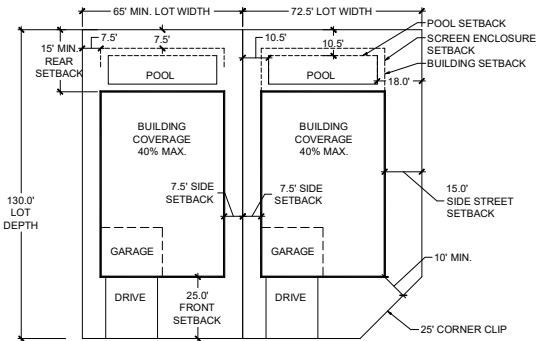 65' MIN. LOT WIDTH
72.5' LOT WIDTH
POOL SETBACK
SCREEN ENCLOSURE
SETBACK
BUILDING SETBACK
7.5'
7.5'
10.5'
10.5'
15' MIN.
REAR
SETBACK
POOL
POOL
18.0'
BUILDING
COVERAGE
40% MAX.
BUILDING
COVERAGE
40% MAX.
130.0'
LOT
DEPTH
7.5' SIDE
SETBACK
7.5' SIDE
SETBACK
15.0'
SIDE STREET
SETBACK
GARAGE
GARAGE
10' MIN.
DRIVE
25.0'
FRONT
SETBACK
DRIVE
25' CORNER CLIP